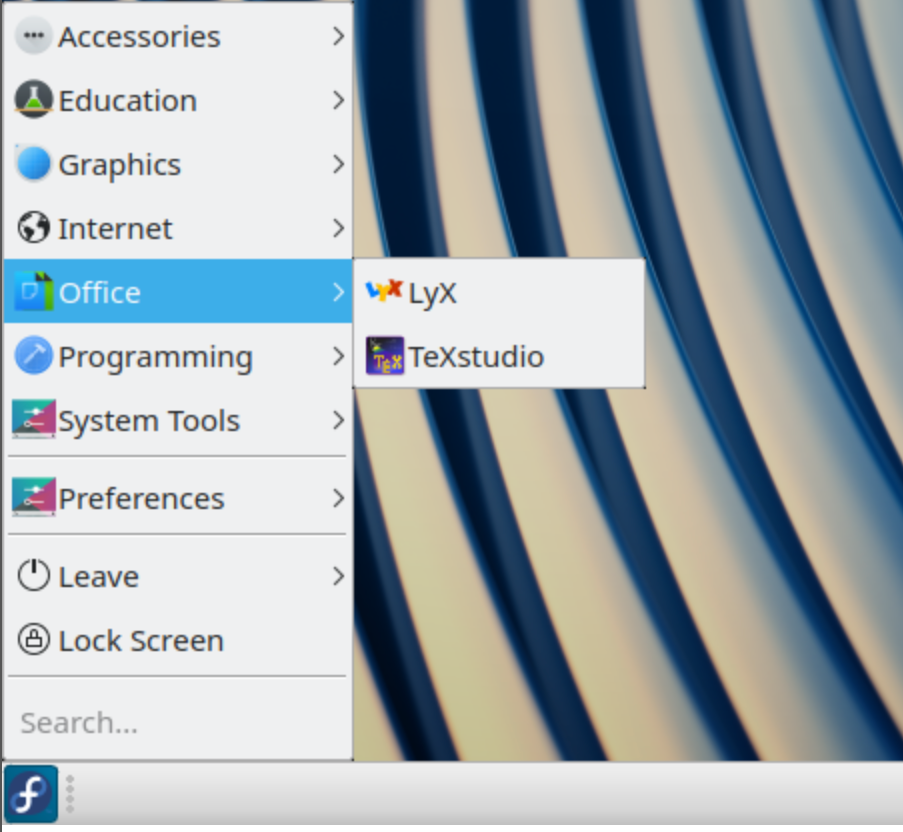 Accessories
Education
Graphics
Internet
Office
LyX
Programming
TeXstudio
System Tools
Preferences
Leave
Lock Screen
Search...